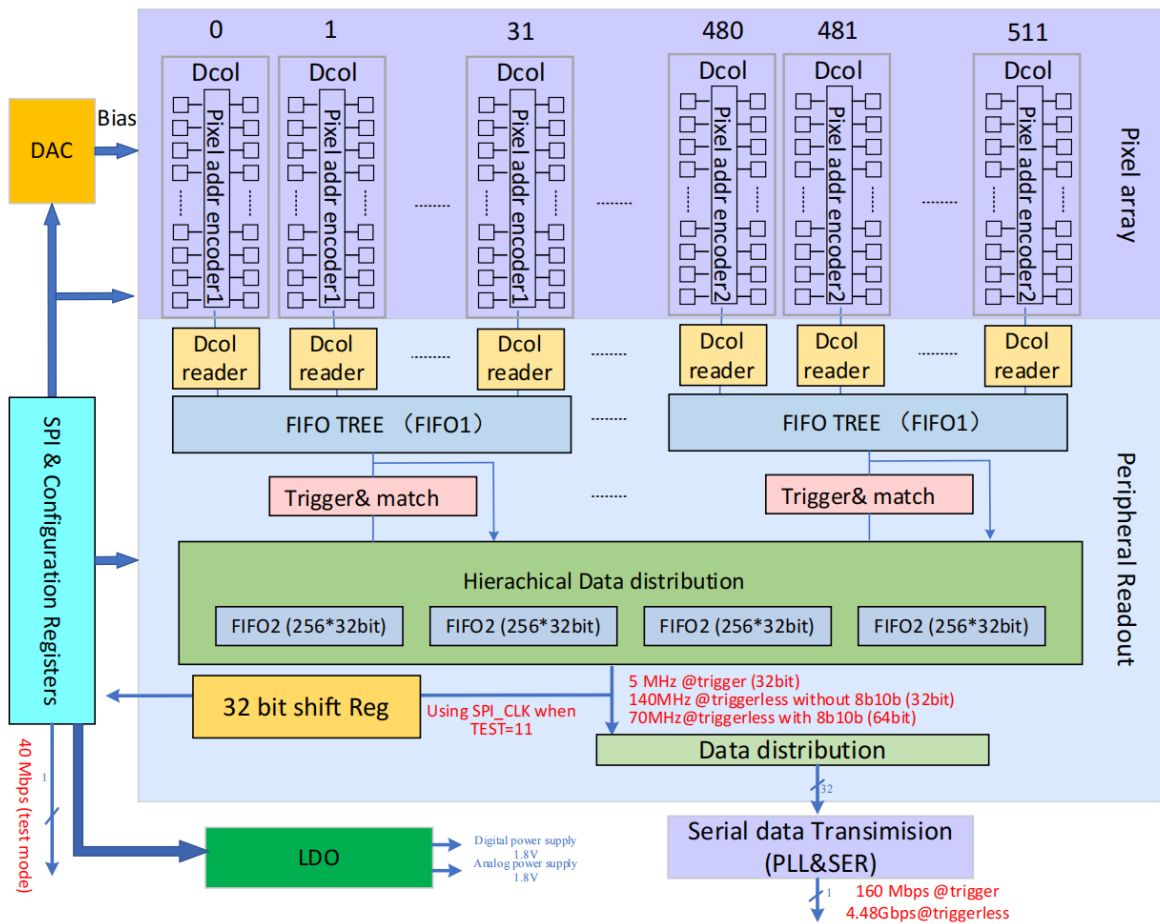 0 1 31 480 481 511
Dcol Dcol Dcol Dcol Dcol Dcol
Pixel addr encoder1
Pixel addr encoder1
Pixel addr encoder1
Pixel addr encoder2
Pixel addr encoder2
Pixel addr encoder2
Pixel array
Bias
DAC
Dcol
reader
Dcol
reader
Dcol
reader
Dcol
reader
Dcol
reader
Dcol
reader
FIFO TREE （FIFO1）
FIFO TREE （FIFO1）
Trigger& match
Trigger& match
SPI & Configuration Registers
Peripheral Readout
Hierachical Data distribution
FIFO2 (256*32bit)
FIFO2 (256*32bit)
FIFO2 (256*32bit)
FIFO2 (256*32bit)
32 bit shift Reg
Using SPI_CLK when
TEST=11
5 MHz @trigger (32bit)
140MHz @triggerless without 8b10b (32bit)
70MHz@triggerless with 8b10b (64bit)
Data distribution
32
40 Mbps (test mode)
1
LDO
Digital power supply
1.8V
Analog power supply
1.8V
Serial data Transimision
(PLL&SER)
1
160 Mbps @trigger
4.48Gbps@triggerless